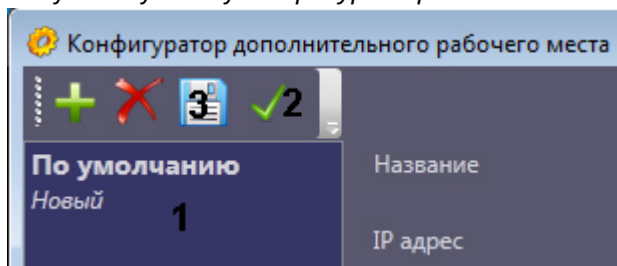 Конфигуратор дополнительного рабочего места
3 2
По умолчанию
Название
Новый
1
IP адрес